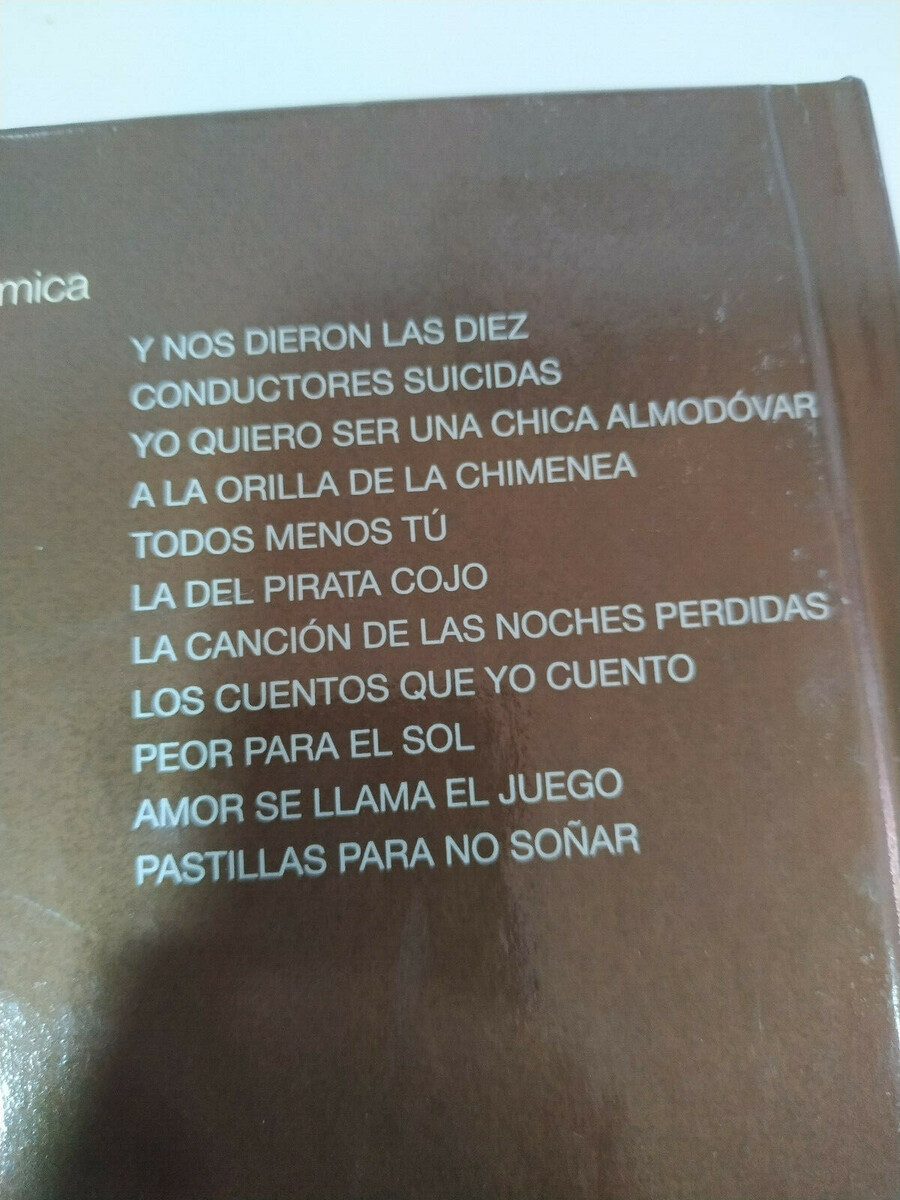 mica
Y NOS DIERON LAS DIEZ
CONDUCTORES SUICIDAS
YO QUIERO SER UNA CHICA ALMODÓVAR
A LA ORILLA DE LA CHIMENEA
TODOS MENOS TÚ
LA DEL PIRATA COJO
LA CANCIÓN DE LAS NOCHES PERDIDAS
LOS CUENTOS QUE YO CUENTO
PEOR PARA EL SOL
AMOR SE LLAMA EL JUEGO
PASTILLAS PARA NO SOÑAR